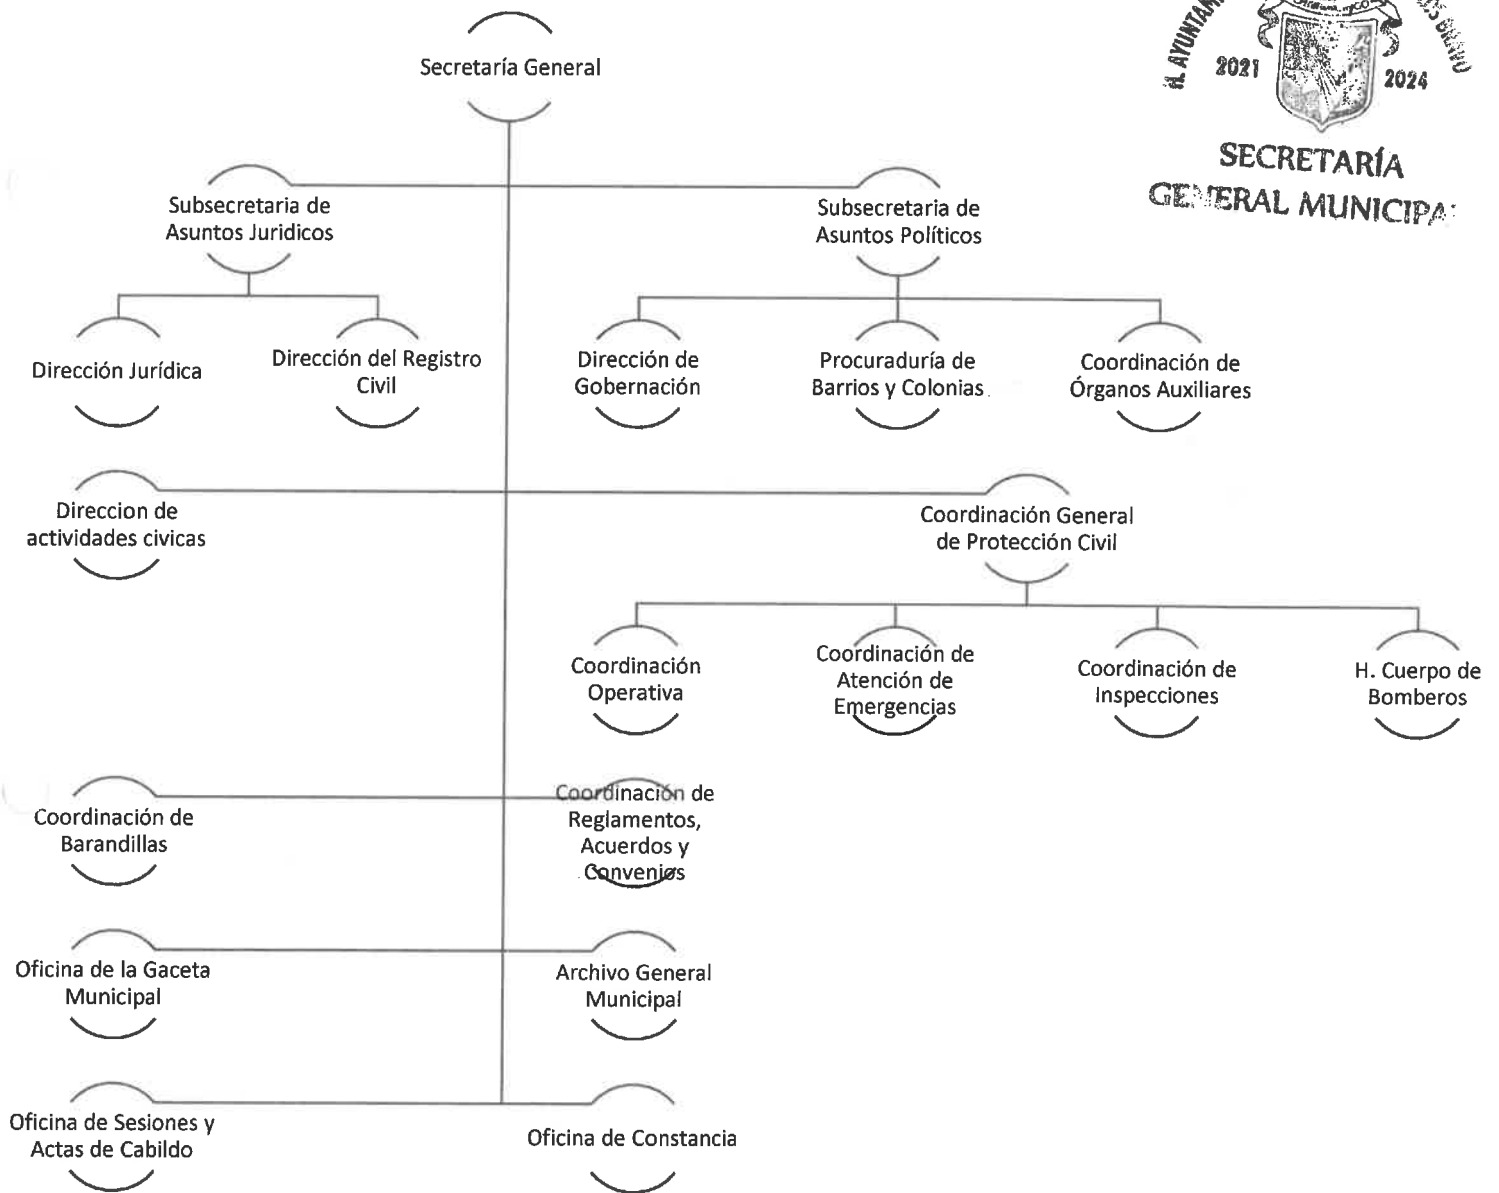 Secretaría General
2021
2024
SECRETARÍA
GENERAL MUNICIPAL
Subsecretaria de
Asuntos Juridicos
Subsecretaria de
Asuntos Políticos
Dirección Jurídica
Dirección del Registro
Civil
Dirección de
Gobernación
Procuraduría de
Barrios y Colonias
Coordinación de
Órganos Auxiliares
Direccion de
actividades civicas
Coordinación General
de Protección Civil
Coordinación
Operativa
Coordinación de
Atención de
Emergencias
Coordinación de
Inspecciones
H. Cuerpo de
Bomberos
Coordinación de
Barandillas
Coordinación de
Reglamentos,
Acuerdos y
Convenios
Oficina de la Gaceta
Municipal
Archivo General
Municipal
Oficina de Sesiones y
Actas de Cabildo
Oficina de Constancia